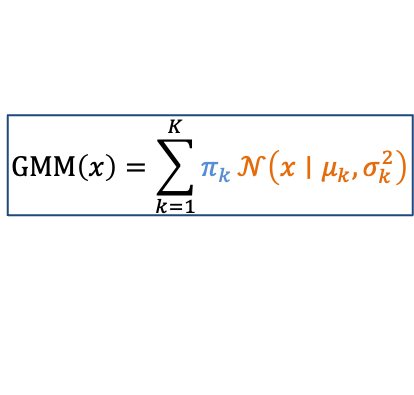 GMM(x) = ∑_{k=1}^{K} π_k 𝒩(x | μ_k, σ_k^2)